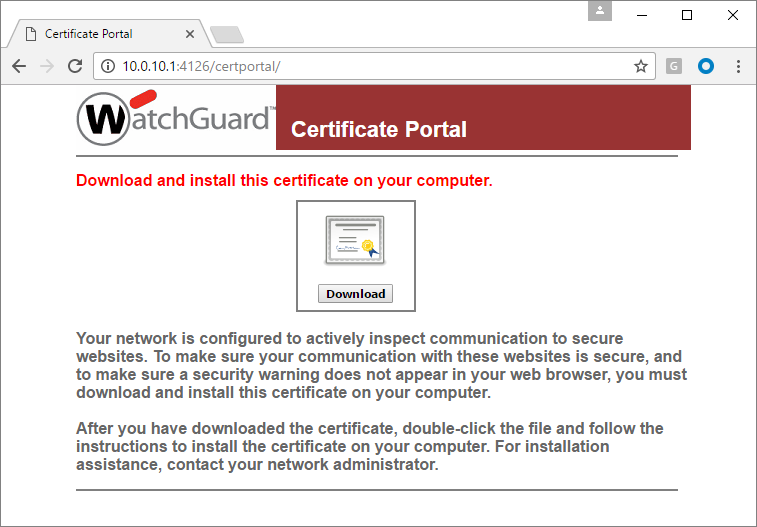 Certificate Portal
10.0.10.1:4126/certportal/
G
WatchGuard™
Certificate Portal
Download and install this certificate on your computer.
Download
Your network is configured to actively inspect communication to secure
websites. To make sure your communication with these websites is secure, and
to make sure a security warning does not appear in your web browser, you must
download and install this certificate on your computer.
After you have downloaded the certificate, double-click the file and follow the
instructions to install the certificate on your computer. For installation
assistance, contact your network administrator.